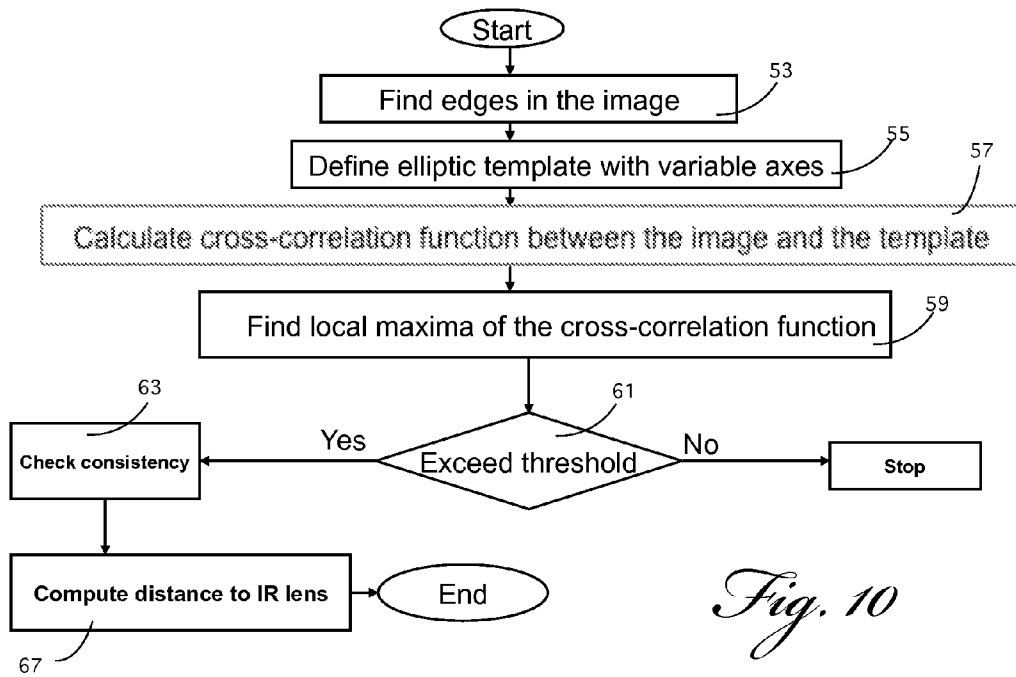 Start
53
Find edges in the image
55
Define elliptic template with variable axes
57
Calculate cross-correlation function between the image and the template
59
Find local maxima of the cross-correlation function
61
63
Yes
No
Check consistency
Exceed threshold
Stop
Compute distance to IR lens
End
67
Fig. 10